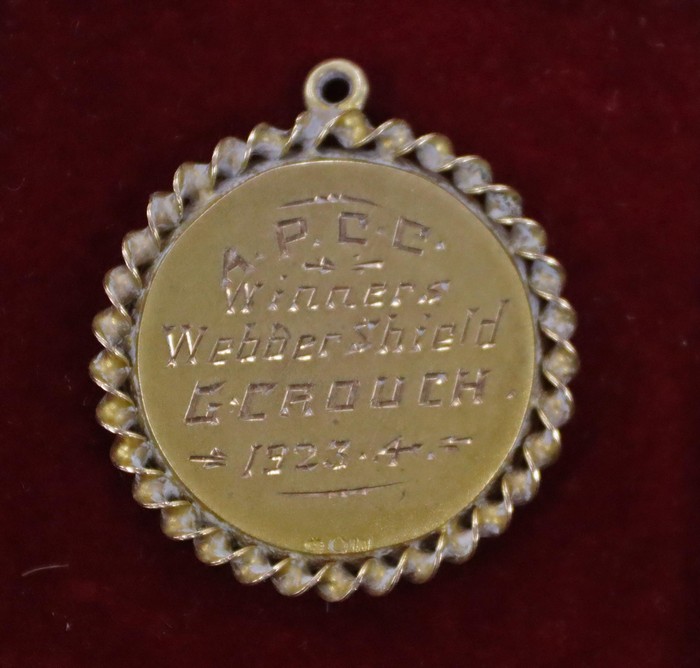 A.P.C.C.
Winners
Webber Shield
G. CROUCH.
1923.4.